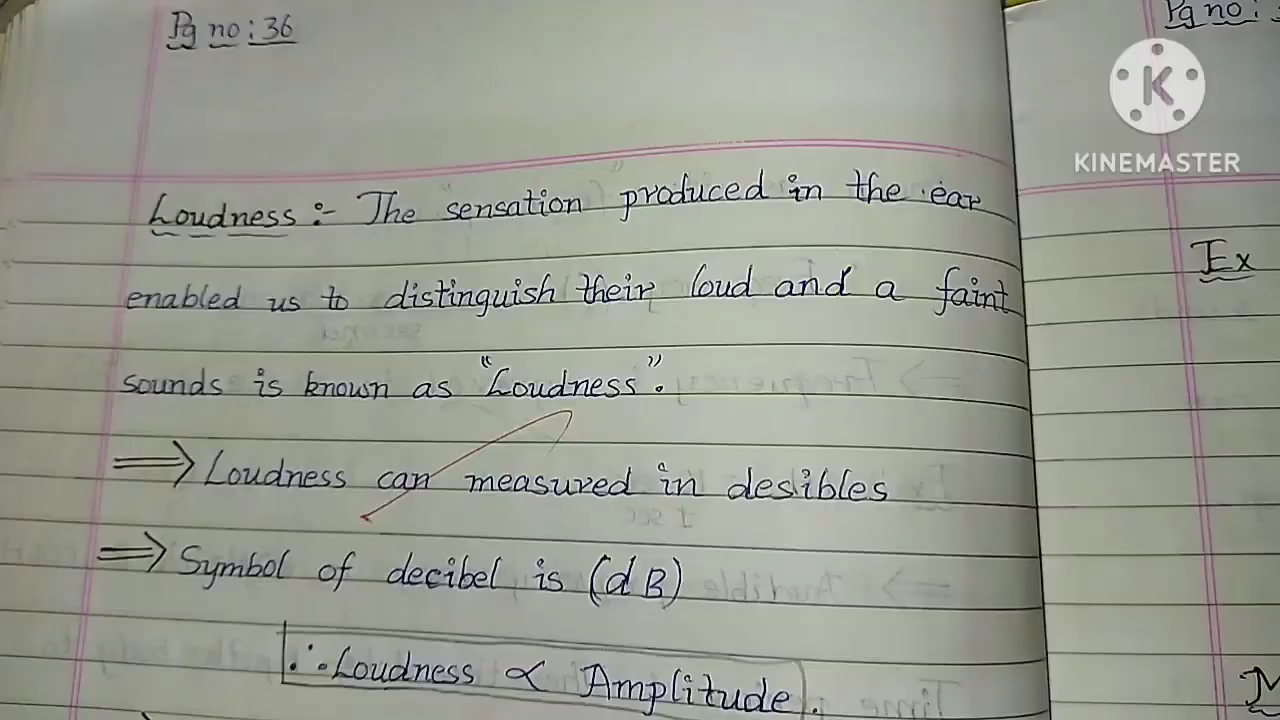 Pg no: 36
Pg no:
KINEMASTER
Loudness :- The "sensation" produced in the ear
enabled us to distinguish their loud and a faint
sounds is known as "Loudness".
⇒ Loudness can measured in desibles
⇒ Symbol of decibel is (dB)
∴ Loudness ∝ Amplitude.
Ex